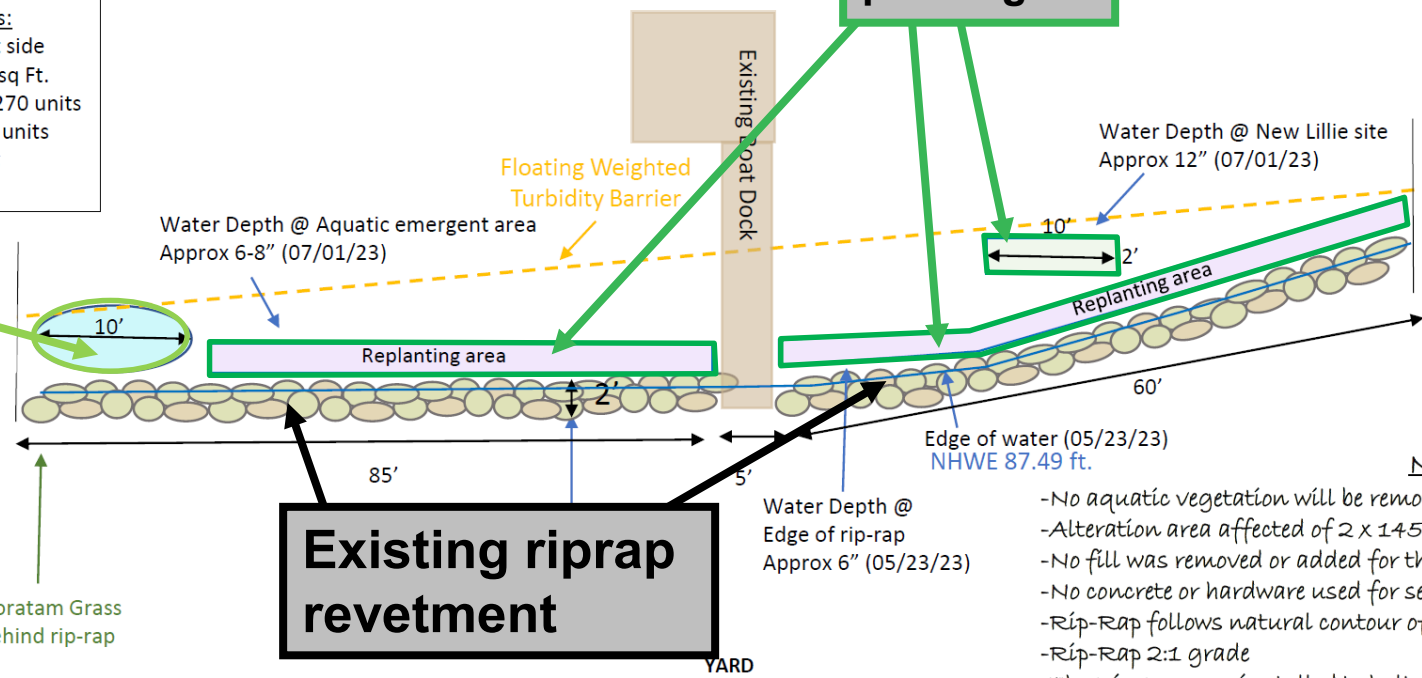 s:
side
sq Ft.
270 units
units
Existing Boat Dock
Water Depth @ New Lillie site
Approx 12” (07/01/23)
Floating Weighted
Turbidity Barrier
Water Depth @ Aquatic emergent area
Approx 6-8” (07/01/23)
10’
2’
Replanting area
10’
Replanting area
2’
60’
Edge of water (05/23/23)
NHWE 87.49 ft.
85’
5’
Water Depth @
Edge of rip-rap
Approx 6” (05/23/23)
Existing riprap
revetment
-No aquatic vegetation will be remo
-Alteration area affected of 2 x 145
-No fill was removed or added for th
-No concrete or hardware used for se
-Rip-Rap follows natural contour of
-Rip-Rap 2:1 grade
oratam Grass
ehind rip-rap
YARD